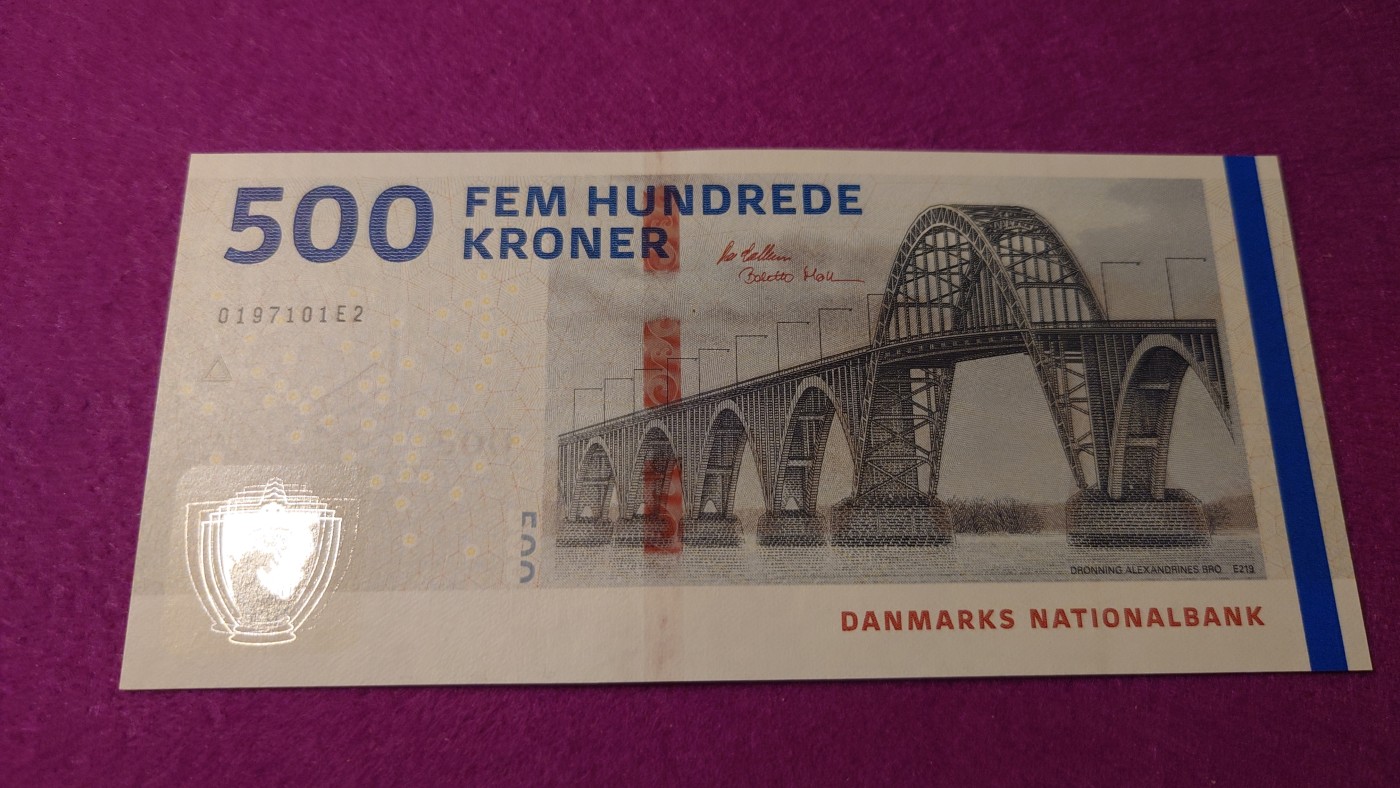 500 FEM HUNDREDE
KRONER
0197101E2
DRONNING ALEXANDRINES BRO E219
DANMARKS NATIONALBANK